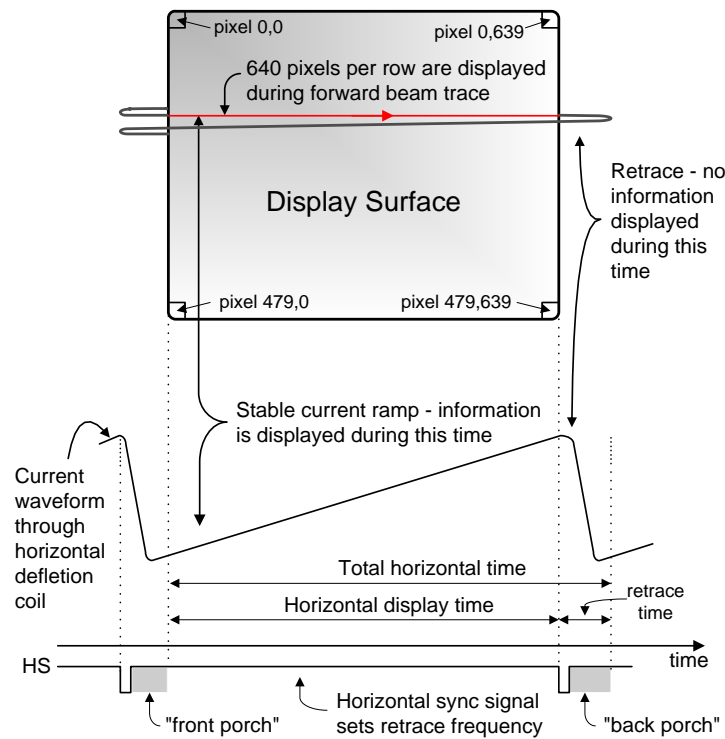 pixel 0,0
pixel 0,639
640 pixels per row are displayed
during forward beam trace
Retrace - no
information
displayed
during this
time
Display Surface
pixel 479,0
pixel 479,639
Stable current ramp - information
is displayed during this time
Current
waveform
through
horizontal
defletion
coil
Total horizontal time
Horizontal display time
retrace
time
time
HS
"front porch"
Horizontal sync signal
sets retrace frequency
"back porch"